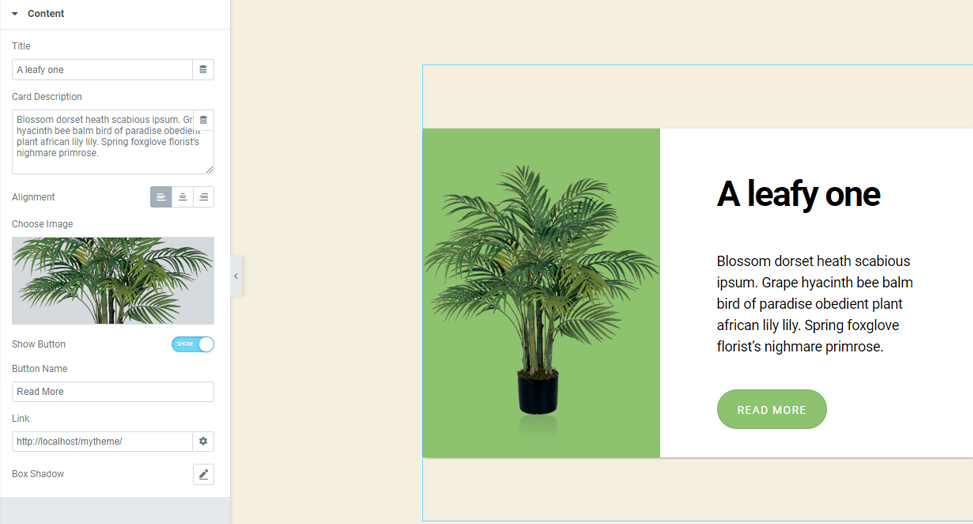 Content
Title
A leafy one
Card Description
Blossom dorset heath scabious ipsum. Gr
hyacinth bee balm bird of paradise obedient
plant african lily lily. Spring foxglove florist's
nighmare primrose.
Alignment
Choose Image
Show Button
SHOW
Button Name
Read More
Link
http://localhost/mytheme/
Box Shadow
A leafy one
Blossom dorset heath scabious
ipsum. Grape hyacinth bee balm
bird of paradise obedient plant
african lily lily. Spring foxglove
florist's nighmare primrose.
READ MORE